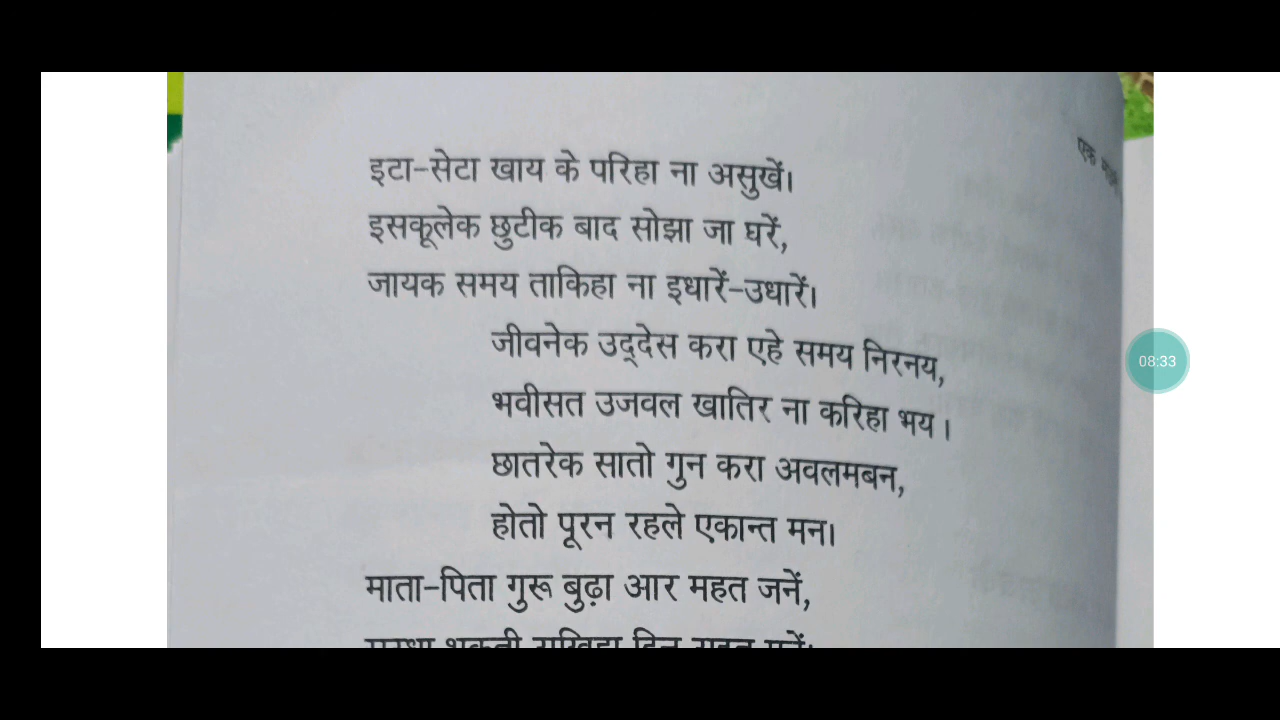 एक
इटा-सेटा खाय के परिहा ना असुखें।
इसकूलेक छुटीक बाद सोझा जा घरें,
जायक समय ताकिहा ना इधारें-उधारें।
जीवनेक उद्‌देस करा एहे समय निरनय,
भवीसत उजवल खातिर ना करिहा भय।
छातरेक सातो गुन करा अवलमबन,
होतो पूरन रहले एकान्त मन।
माता-पिता गुरू बुढ़ा आर महत जनें,
08:33